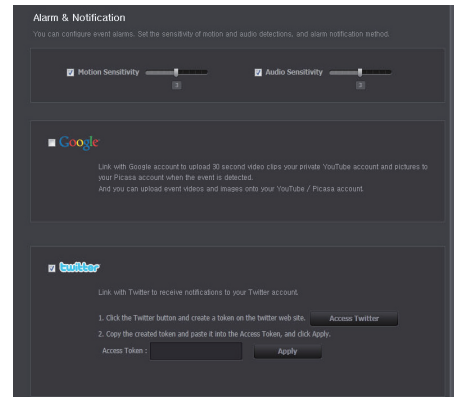 Alarm & Notification
You can configure event alarms. Set the sensitivity of motion and audio detections, and alarm notification method.
Motion Sensitivity
3
Audio Sensitivity
3
Google
Link with Google account to upload 30 second video clips your private YouTube account and pictures to
your Picasa account when the event is detected.
And you can upload event videos and images onto your YouTube / Picasa account.
twitter
Link with Twitter to receive notifications to your Twitter account.
1. Click the Twitter button and create a token on the twitter web site.
Access Twitter
2. Copy the created token and paste it into the Access Token, and click Apply.
Access Token :
Apply